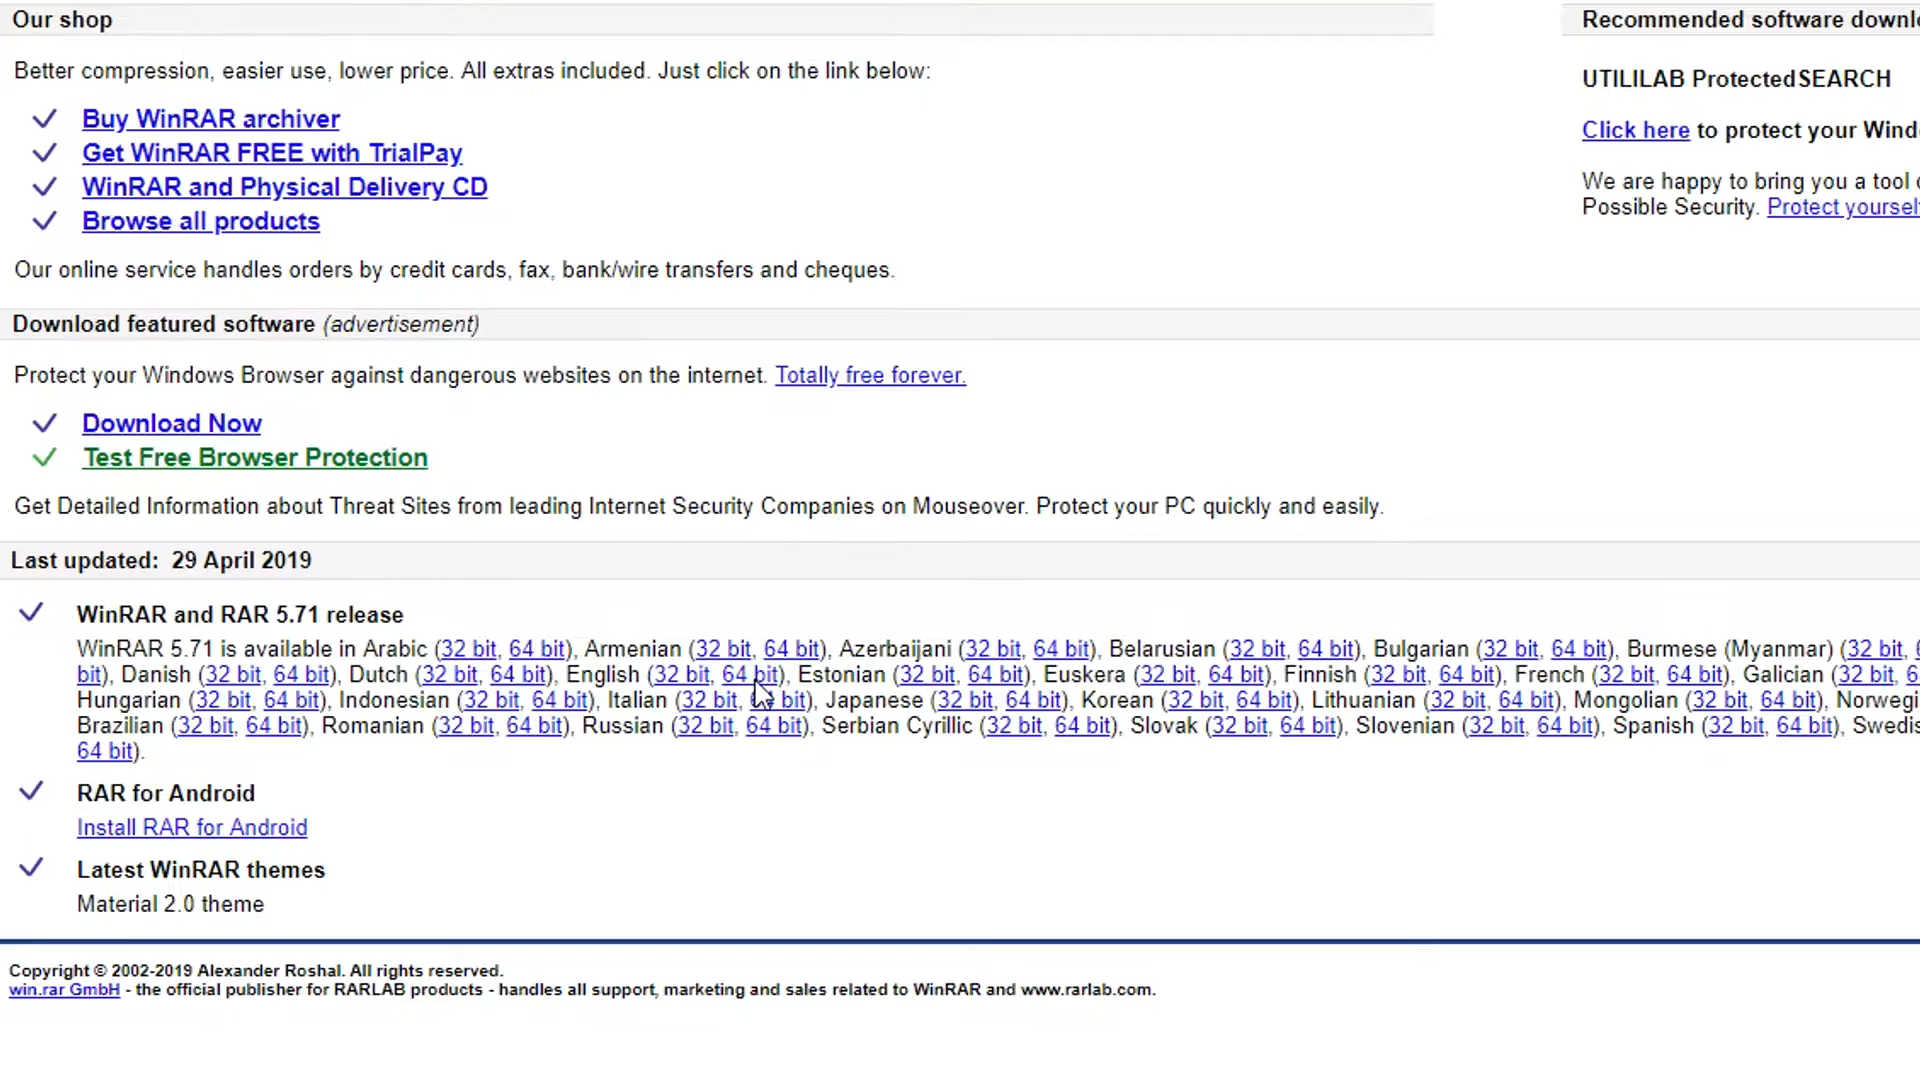 Our shop
Recommended software downl
Better compression, easier use, lower price. All extras included. Just click on the link below:
UTILILAB ProtectedSEARCH
Buy WinRAR archiver
Click here to protect your Wind
Get WinRAR FREE with TrialPay
WinRAR and Physical Delivery CD
We are happy to bring you a tool
Possible Security. Protect yourself
Browse all products
Our online service handles orders by credit cards, fax, bank/wire transfers and cheques.
Download featured software (advertisement)
Protect your Windows Browser against dangerous websites on the internet. Totally free forever.
Download Now
Test Free Browser Protection
Get Detailed Information about Threat Sites from leading Internet Security Companies on Mouseover. Protect your PC quickly and easily.
Last updated: 29 April 2019
WinRAR and RAR 5.71 release
WinRAR 5.71 is available in Arabic (32 bit, 64 bit), Armenian (32 bit, 64 bit), Azerbaijani (32 bit, 64 bit), Belarusian (32 bit, 64 bit), Bulgarian (32 bit, 64 bit), Burmese (Myanmar) (32 bit,
bit), Danish (32 bit, 64 bit), Dutch (32 bit, 64 bit), English (32 bit, 64 bit), Estonian (32 bit, 64 bit), Euskera (32 bit, 64 bit), Finnish (32 bit, 64 bit), French (32 bit, 64 bit), Galician (32 bit, 6
Hungarian (32 bit, 64 bit), Indonesian (32 bit, 64 bit), Italian (32 bit, 64 bit), Japanese (32 bit, 64 bit), Korean (32 bit, 64 bit), Lithuanian (32 bit, 64 bit), Mongolian (32 bit, 64 bit), Norwegi
Brazilian (32 bit, 64 bit), Romanian (32 bit, 64 bit), Russian (32 bit, 64 bit), Serbian Cyrillic (32 bit, 64 bit), Slovak (32 bit, 64 bit), Slovenian (32 bit, 64 bit), Spanish (32 bit, 64 bit), Swedis
64 bit).
RAR for Android
Install RAR for Android
Latest WinRAR themes
Material 2.0 theme
Copyright © 2002-2019 Alexander Roshal. All rights reserved.
win.rar GmbH - the official publisher for RARLAB products - handles all support, marketing and sales related to WinRAR and www.rarlab.com.